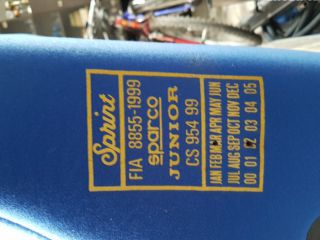 Sprint
FIA 8855-1999
sparco
JUNIOR
CS 954 99
JAN FEB MAR APR MAY JUN
JUL AUG SEP OCT NOV DEC
00 01 02 03 04 05